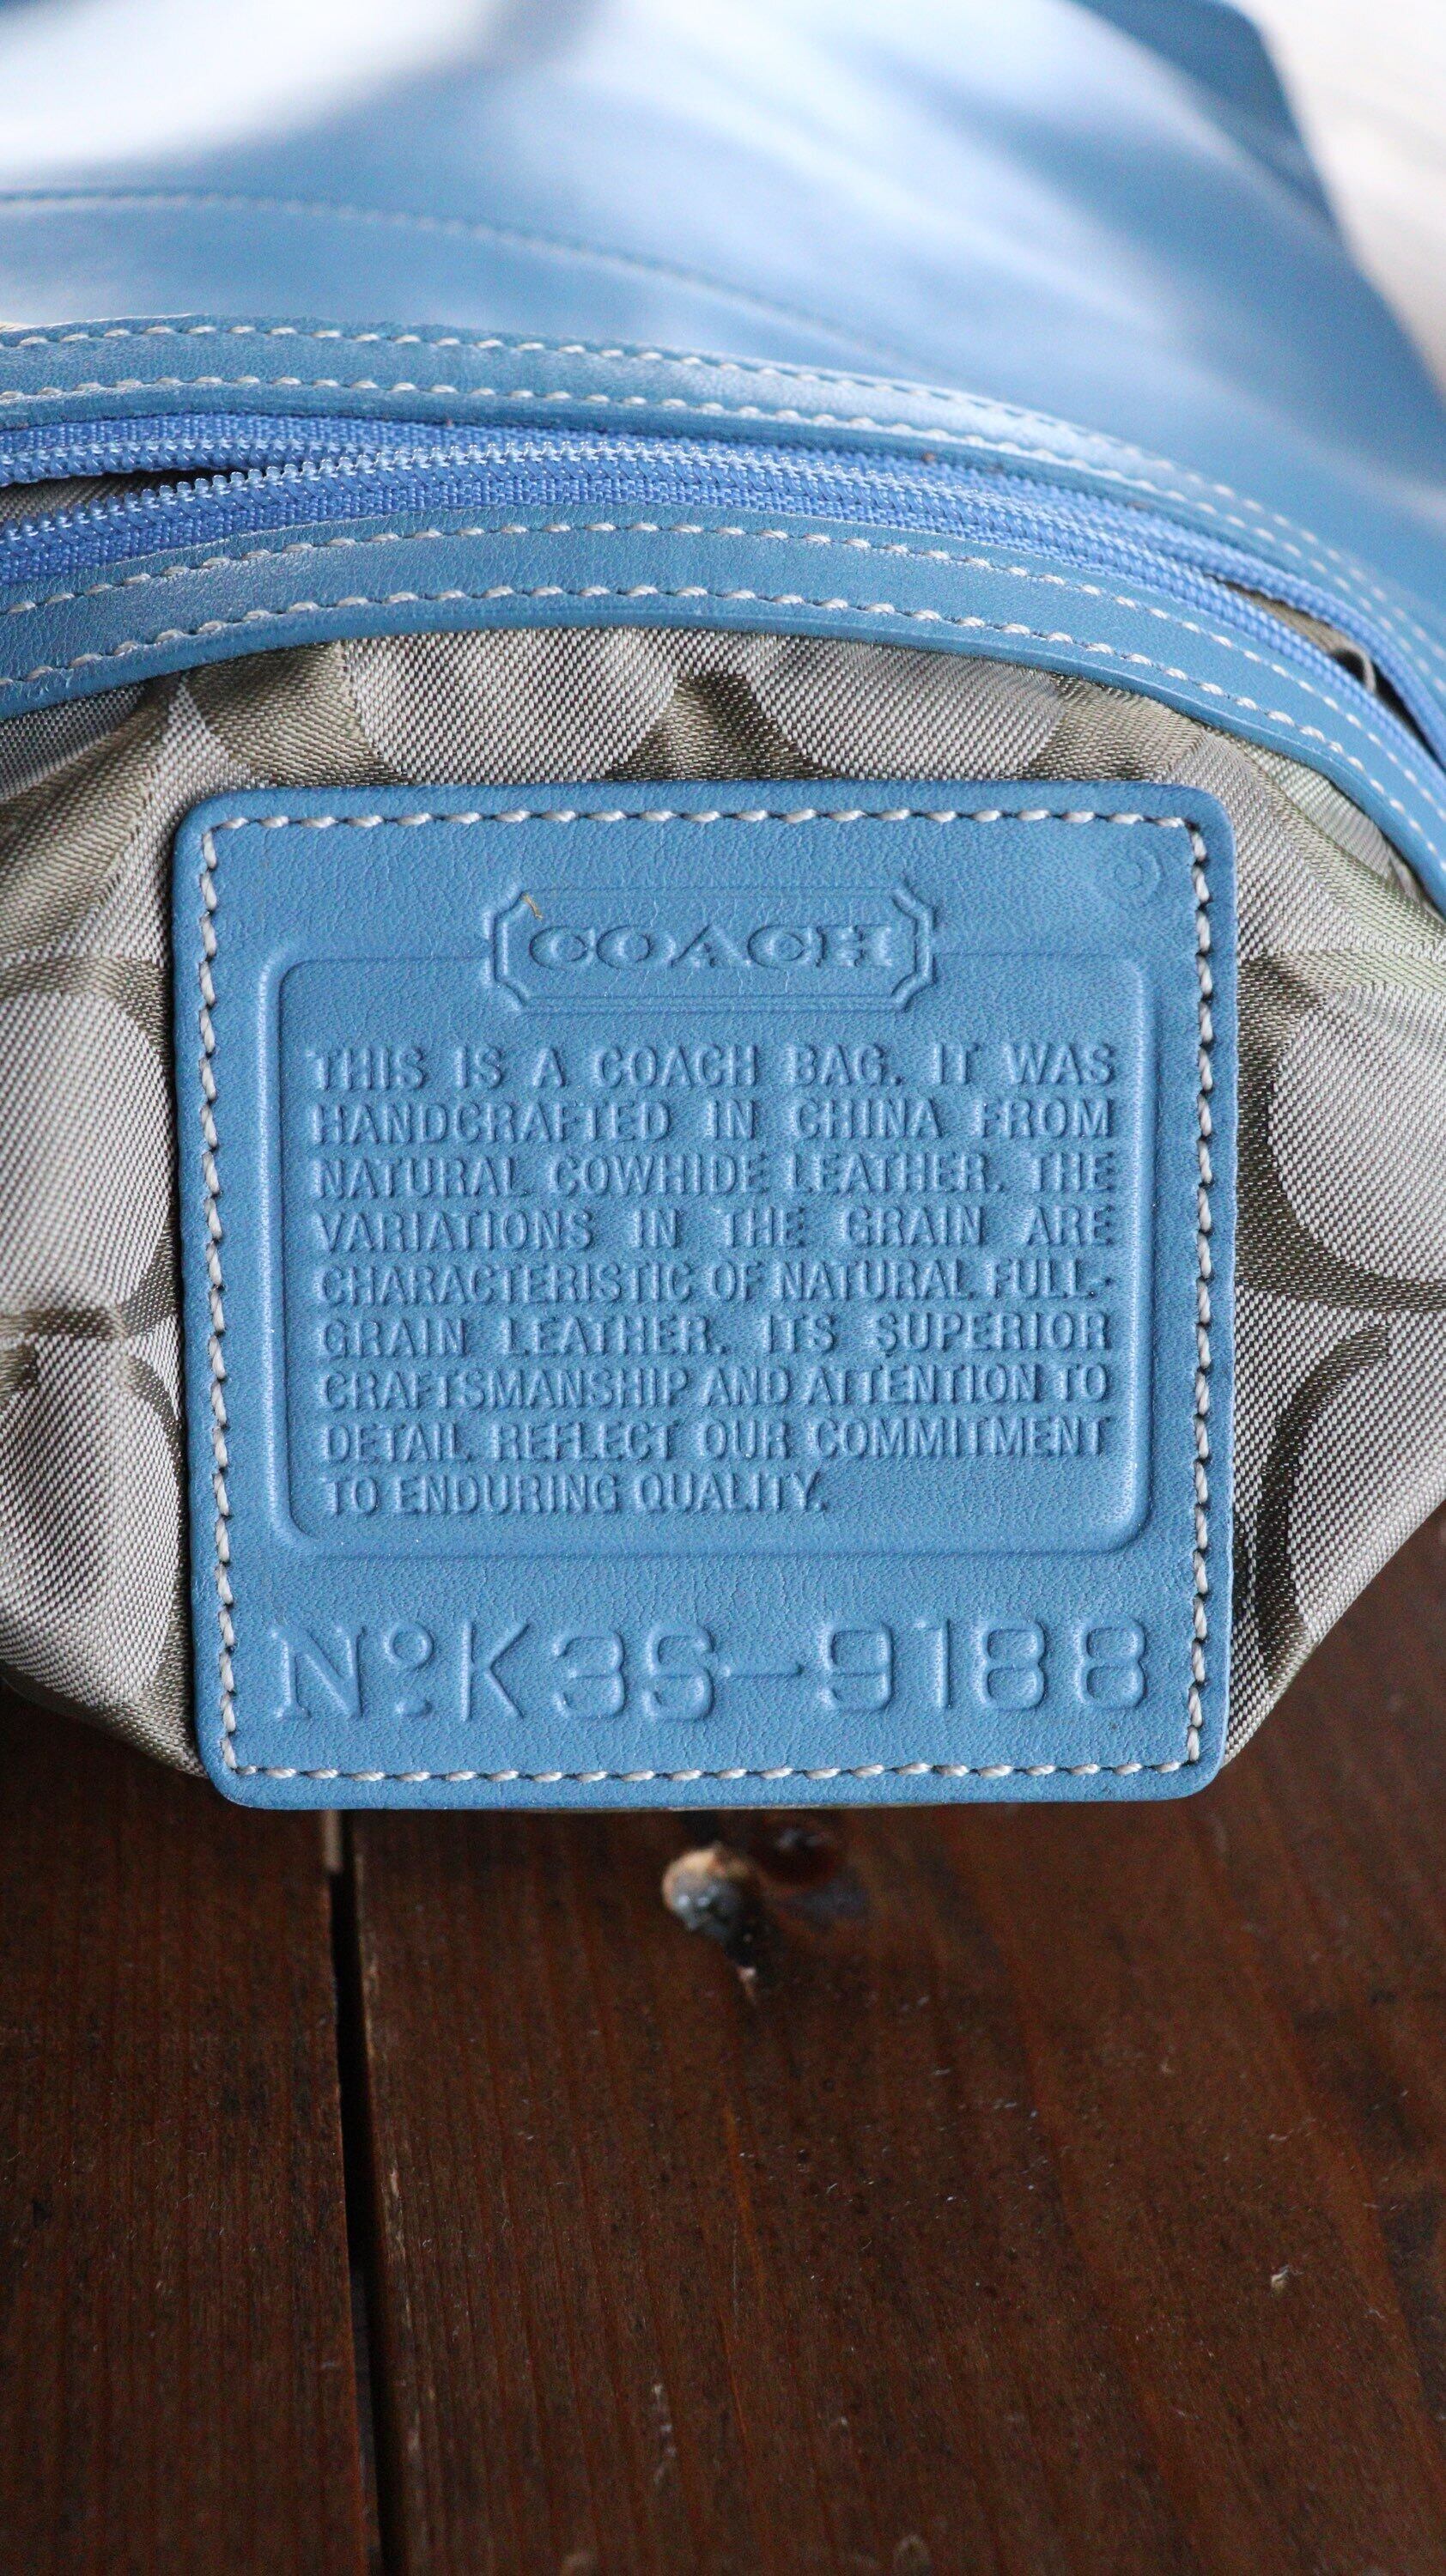 COACH
THIS IS A COACH BAG. IT WAS
HANDCRAFTED IN CHINA FROM
NATURAL COWHIDE LEATHER. THE
VARIATIONS IN THE GRAIN ARE
CHARACTERISTIC OF NATURAL FULL-
GRAIN LEATHER. ITS SUPERIOR
CRAFTSMANSHIP AND ATTENTION TO
DETAIL REFLECT OUR COMMITMENT
TO ENDURING QUALITY.
Nº K3S-9188